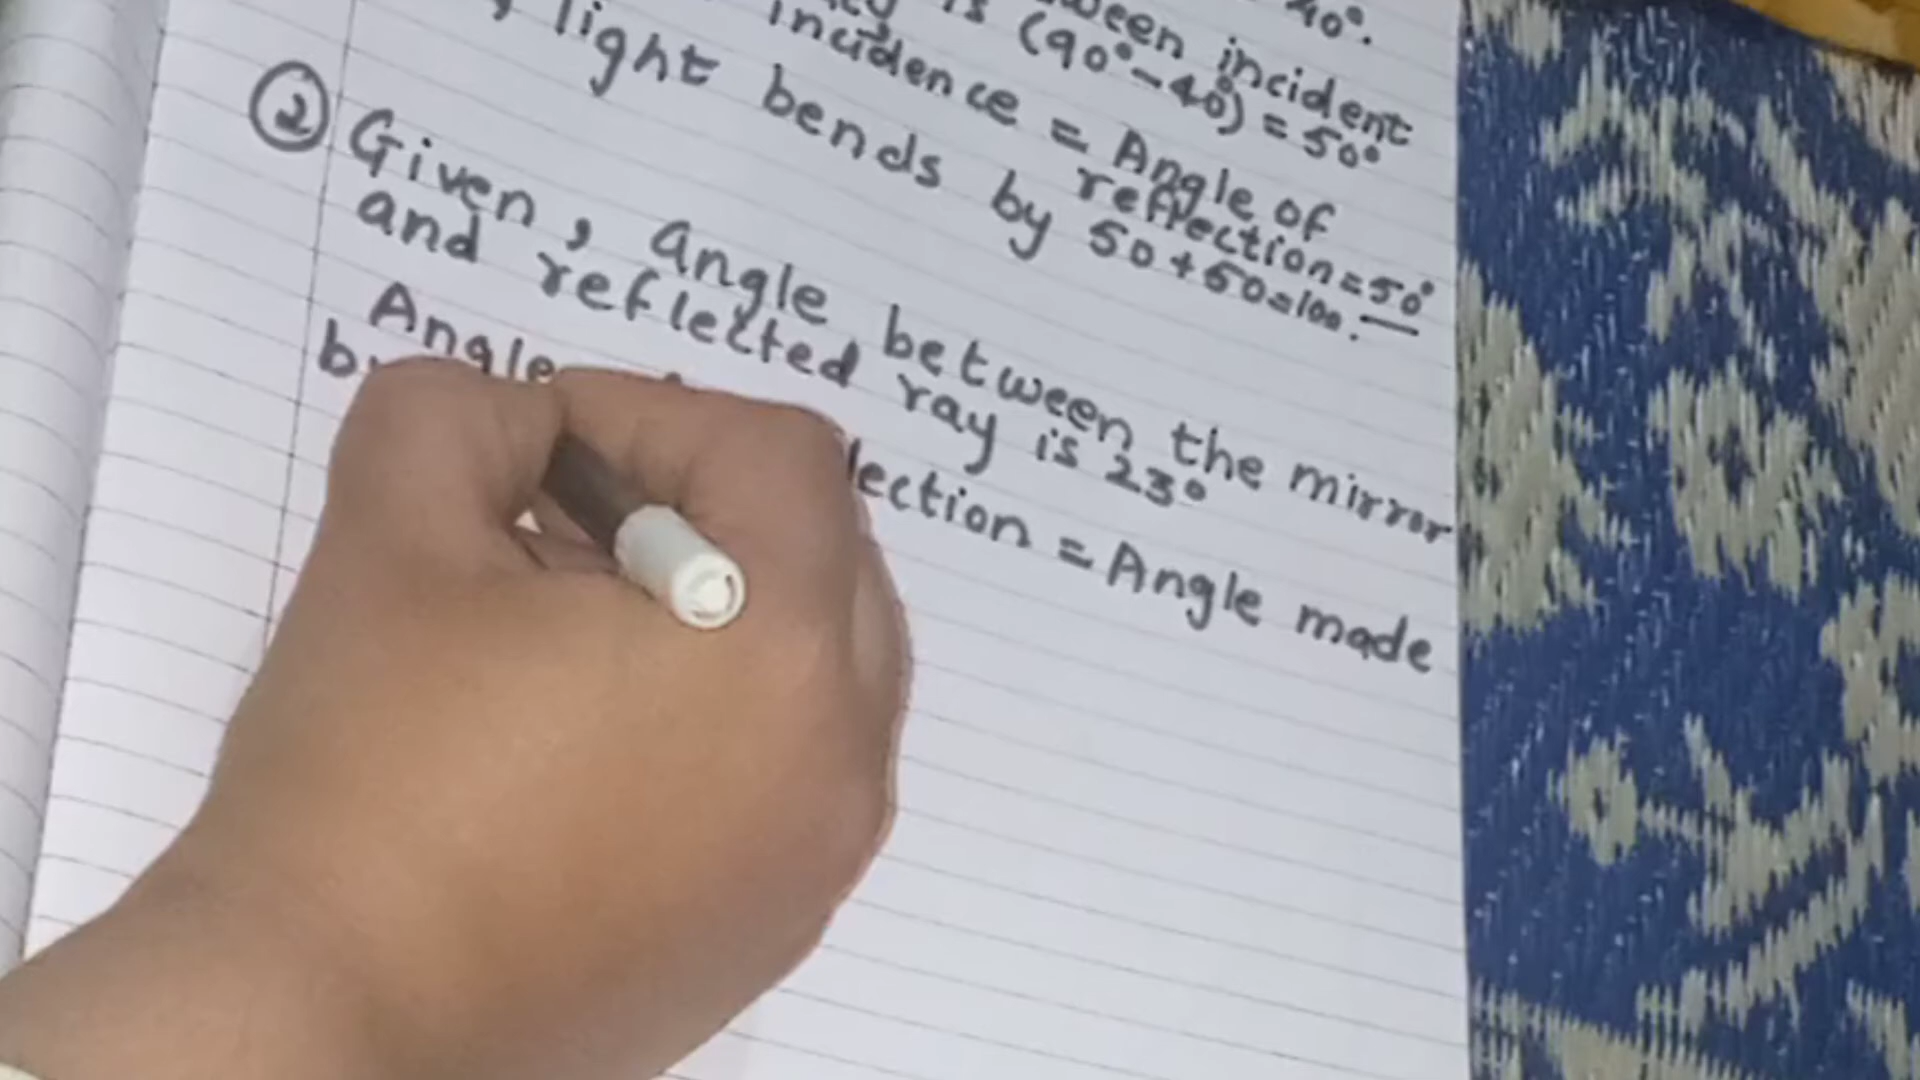 40°.
between incident
is (90°-40°) = 50°
incidence = Angle of
reflection = 50°
light bends by 50+50=100.
② Given, angle between the mirror
and reflected ray is 23°
Angle = Angle made